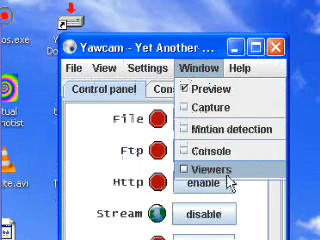 os.exe
Yawcam - Yet Another ...
File View Settings Window Help
Control panel
Preview
Capture
File
Motion detection
Ftp
Console
Viewers
Http
enable
Stream
disable
tual
notist
te.avi